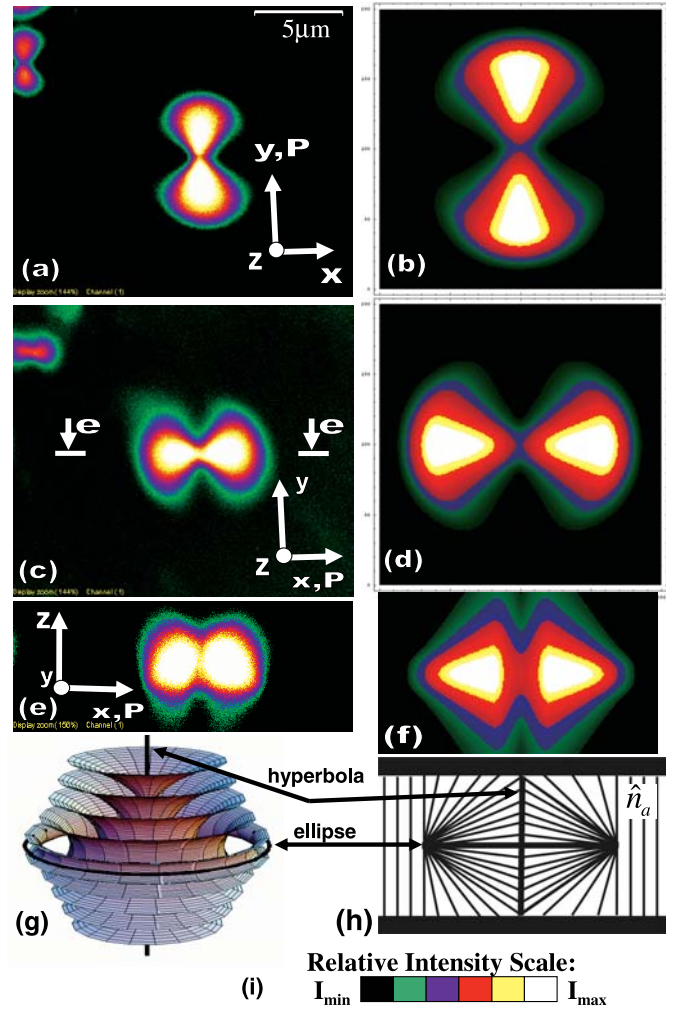 5µm
y,P
z
x
(a)
Display zoom(144%) Channel(1)
(b)
e
e
y
z
x,P
(c)
Display zoom(144%) Channel(1)
(d)
z
y
x,P
(e)
Display zoom(150%) Channel(1)
(f)
hyperbola
n̂a
ellipse
(g)
(h)
(i)
Relative Intensity Scale:
Imin
Imax